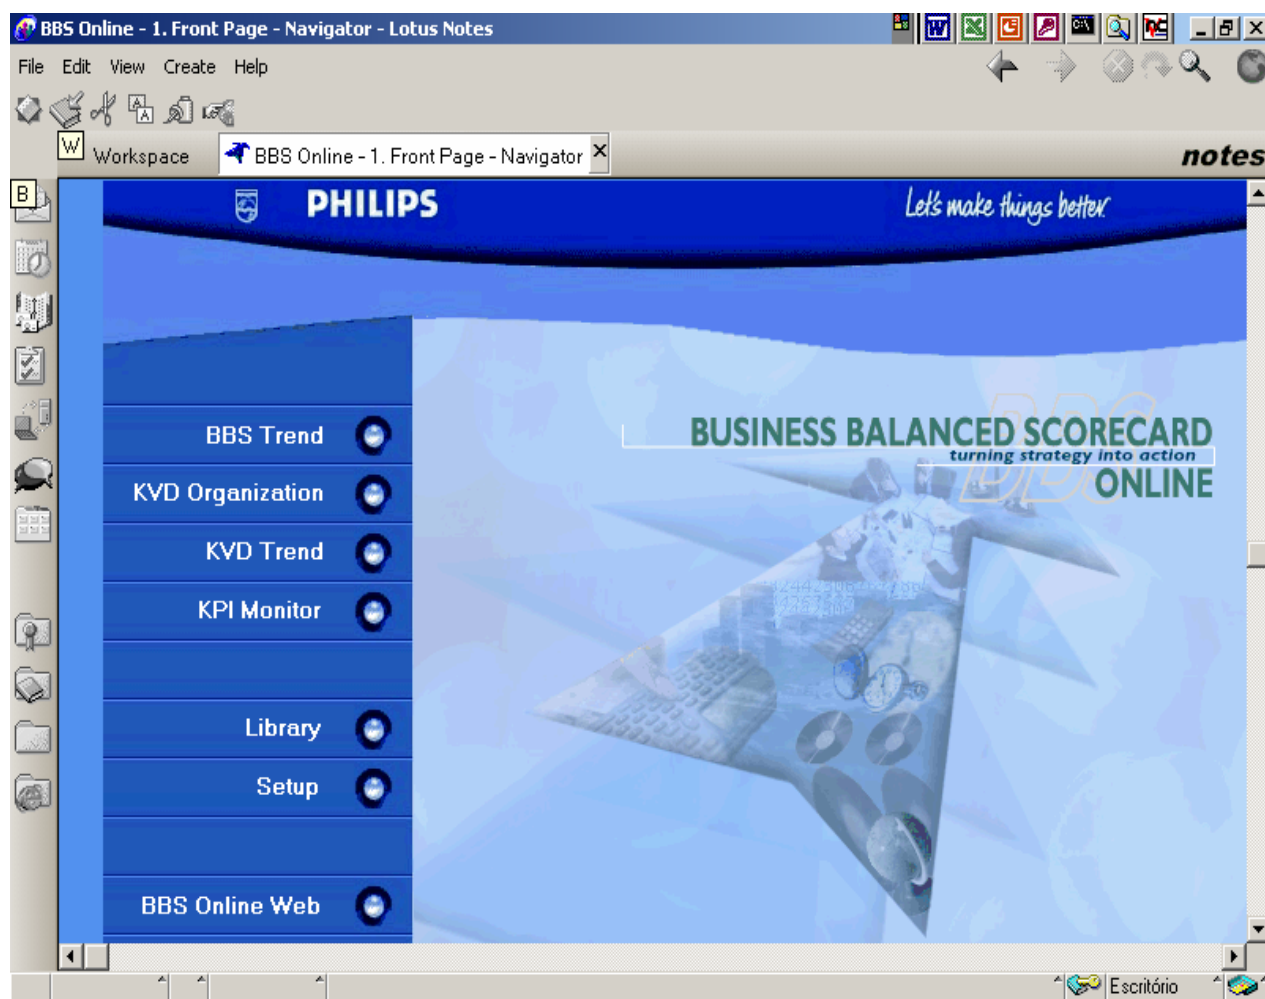 BBS Online - 1. Front Page - Navigator - Lotus Notes
File Edit View Create Help
W Workspace BBS Online - 1. Front Page - Navigator notes
B
PHILIPS Let's make things better.
BBS Trend
KVD Organization
KVD Trend
KPI Monitor
Library
Setup
BBS Online Web
BUSINESS BALANCED SCORECARD
turning strategy into action
ONLINE
BBS
Escritório